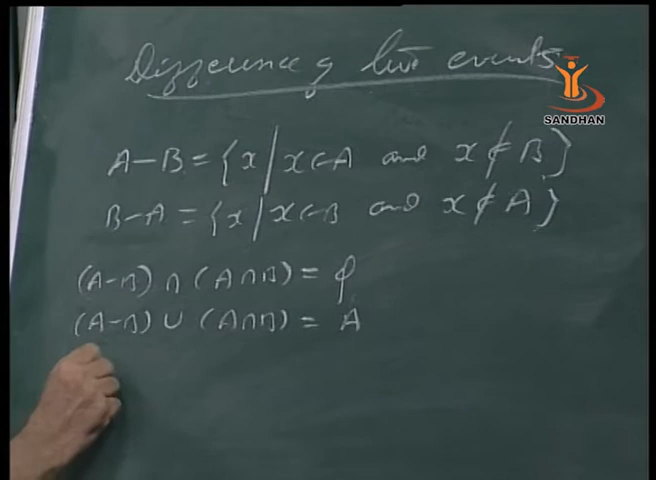 Difference of two events
SANDHAN
A-B = {x | x∈A and x∉B}
B-A = {x | x∈B and x∉A}
(A-B) ∩ (A∩B) = φ
(A-B) ∪ (A∩B) = A